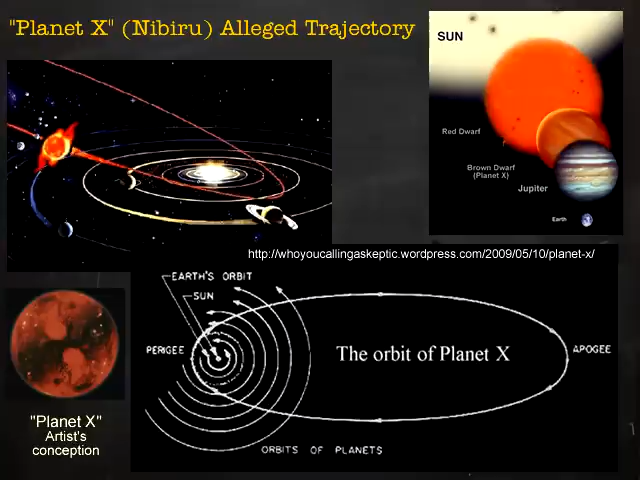 "Planet X" (Nibiru) Alleged Trajectory
SUN
Red Dwarf
Brown Dwarf
(Planet X)
Jupiter
Earth
http://whoyoucallingaskeptic.wordpress.com/2009/05/10/planet-x/
EARTH'S ORBIT
SUN
PERIGEE
The orbit of Planet X
APOGEE
ORBITS OF PLANETS
"Planet X"
Artist's
conception